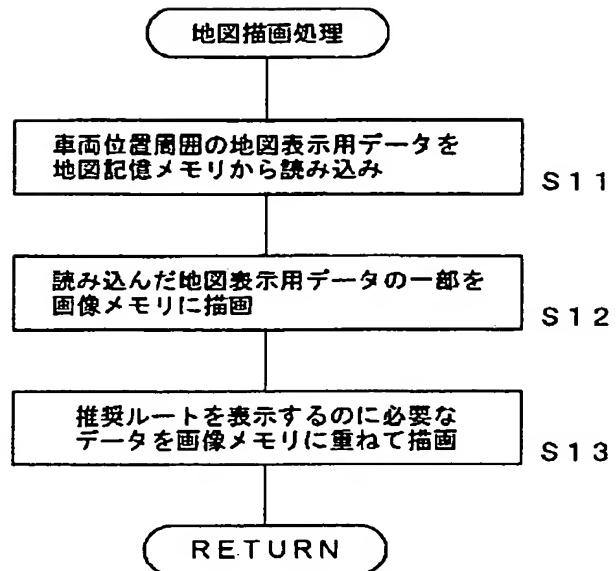 地図描画処理
車両位置周囲の地図表示用データを
地図記憶メモリから読み込み
S11
読み込んだ地図表示用データの一部を
画像メモリに描画
S12
推奨ルートを表示するのに必要な
データを画像メモリに重ねて描画
S13
RETURN